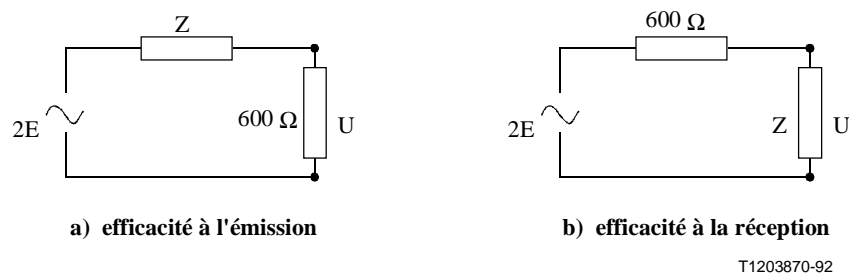 Z
2E
600 Ω
U
a) efficacité à l'émission
600 Ω
2E
Z
U
b) efficacité à la réception
T1203870-92